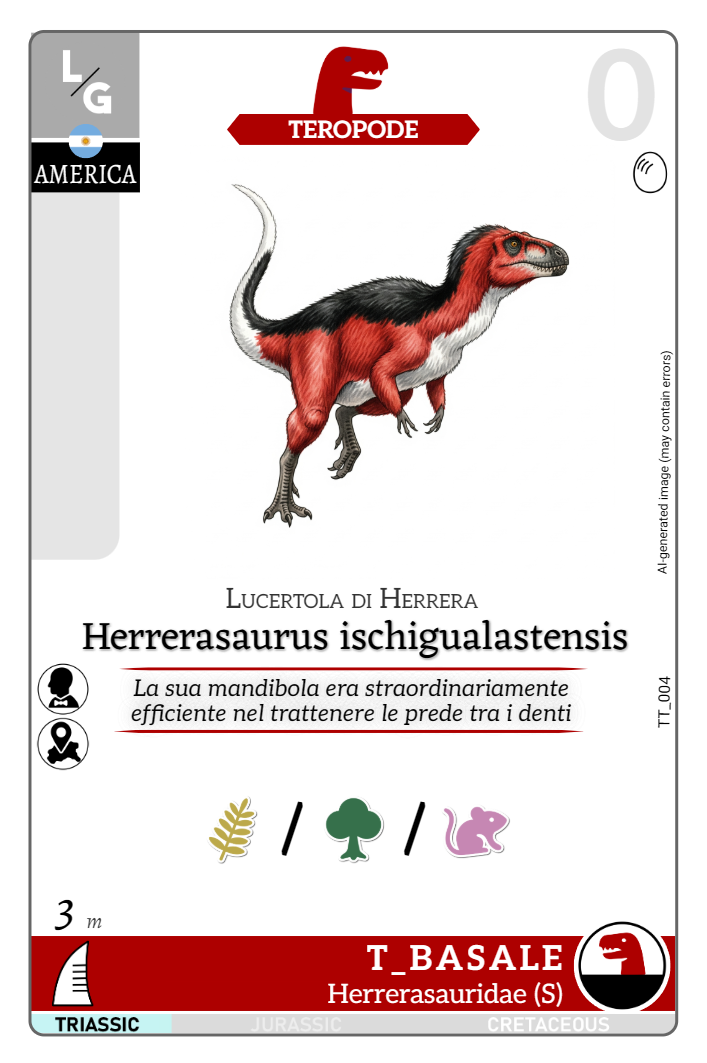 L/G
0
TEROPODE
AMERICA
AI-generated image (may contain errors)
Lucertola di Herrera
Herrerasaurus ischigualastensis
La sua mandibola era straordinariamente
efficiente nel trattenere le prede tra i denti
TT_004
/ /
3 m
T_BASALE
Herrerasauridae (S)
TRIASSIC JURASSIC CRETACEOUS